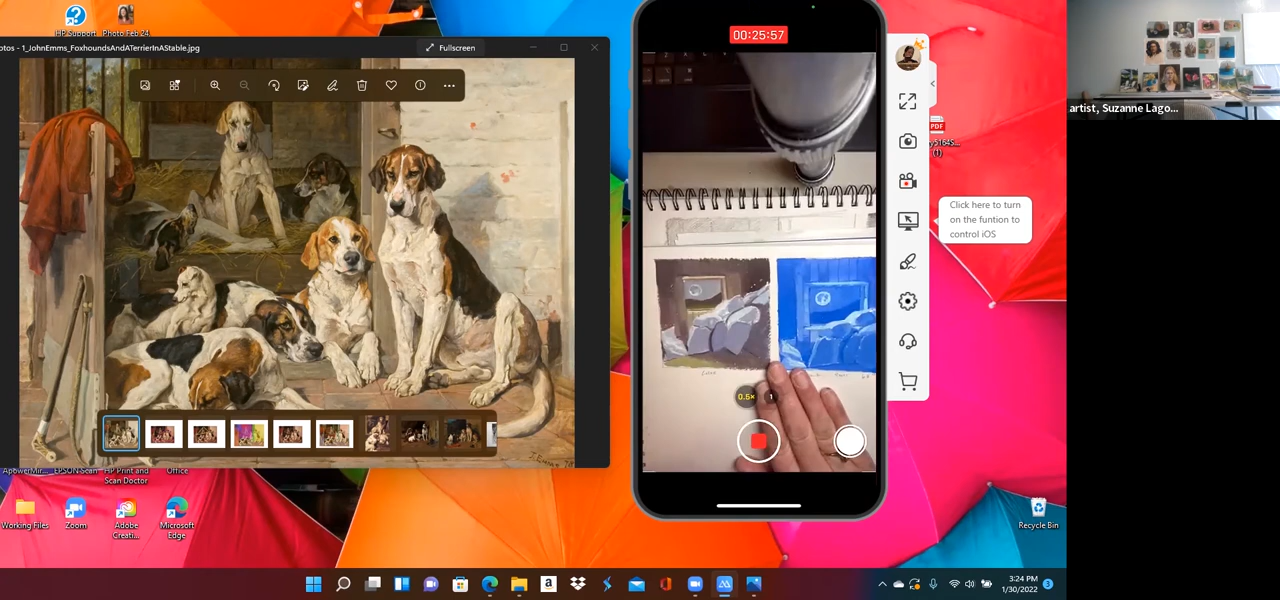 HP Support
Photo Feb 24
otos - 1_JohnEmms_FoxhoundsAndATerrierInAStable.jpg
Fullscreen
00:25:57
artist, Suzanne Lago...
PDF
(1)
Click here to turn
on the funtion to
control iOS
0.5×
1
ApowerMir...
EPSON Scan
HP Print and
Scan Doctor
Office
Working Files
Zoom
Adobe
Creati...
Microsoft
Edge
Recycle Bin
3:24 PM
1/30/2022
3